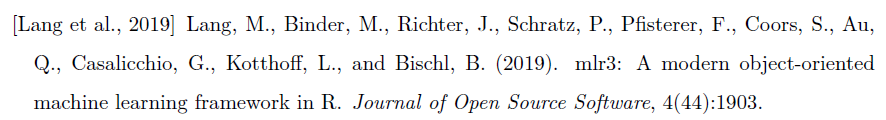 [Lang et al., 2019] Lang, M., Binder, M., Richter, J., Schratz, P., Pfisterer, F., Coors, S., Au,
Q., Casalicchio, G., Kotthoff, L., and Bischl, B. (2019). mlr3: A modern object-oriented
machine learning framework in R. Journal of Open Source Software, 4(44):1903.